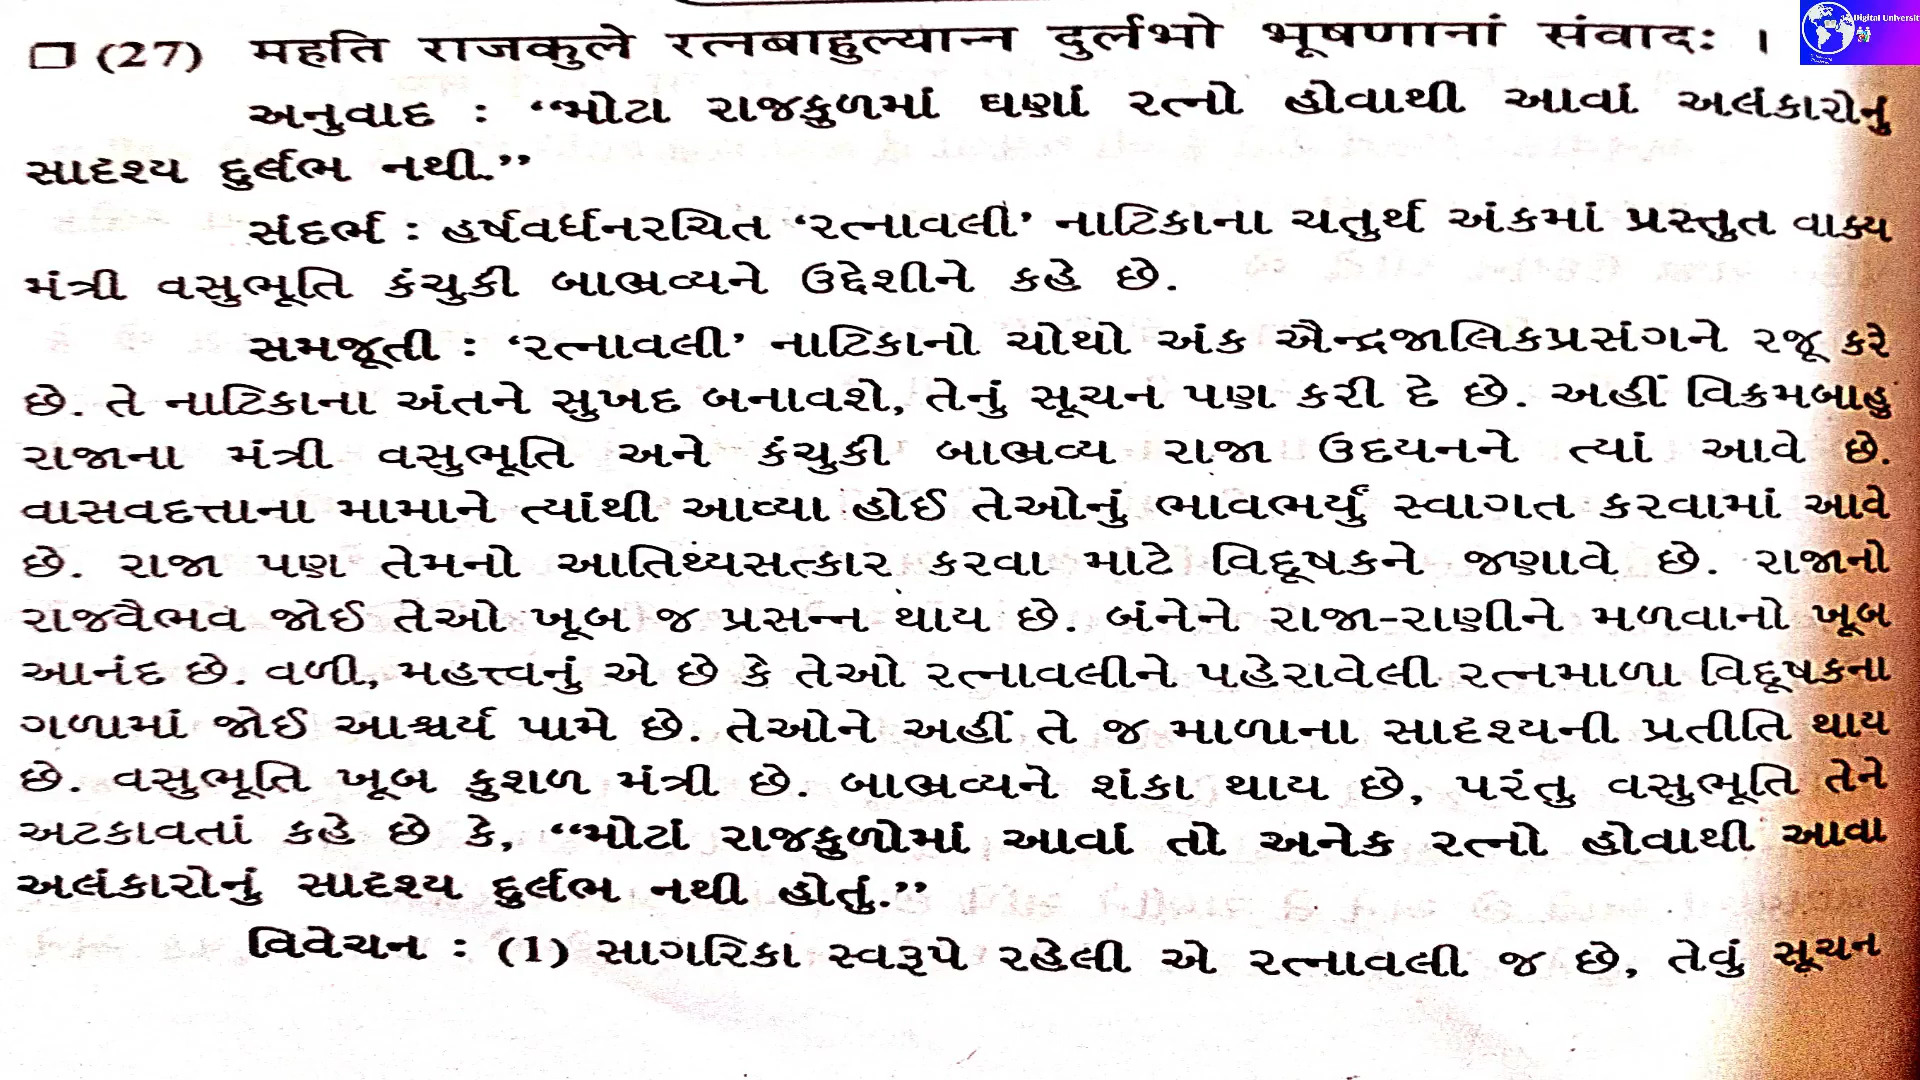 (27) महति राजकुले रत्नबाहुल्यान्न दुर्लभो भूषणानां संवादः ।
અનુવાદ : “મોટા રાજકુળમાં ઘણાં રત્નો હોવાથી આવાં અલંકારોનું
સાદૃશ્ય દુર્લભ નથી.”
સંદર્ભ : હર્ષવર્ધનરચિત ‘રત્નાવલી’ નાટિકાના ચતુર્થ અંકમાં પ્રસ્તુત વાક્ય
મંત્રી વસુભૂતિ કંચુકી બાભ્રવ્યને ઉદ્દેશીને કહે છે.
સમજૂતી : ‘રત્નાવલી’ નાટિકાનો ચોથો અંક ઐન્દ્રજાલિકપ્રસંગને રજૂ કરે
છે. તે નાટિકાના અંતને સુખદ બનાવશે, તેનું સૂચન પણ કરી દે છે. અહીં વિક્રમબાહુ
રાજાના મંત્રી વસુભૂતિ અને કંચુકી બાભ્રવ્ય રાજા ઉદયનને ત્યાં આવે છે.
વાસવદત્તાના મામાને ત્યાંથી આવ્યા હોઈ તેઓનું ભાવભર્યું સ્વાગત કરવામાં આવે
છે. રાજા પણ તેમનો આતિથ્યસત્કાર કરવા માટે વિદૂષકને જણાવે છે. રાજાનો
રાજવૈભવ જોઈ તેઓ ખૂબ જ પ્રસન્ન થાય છે. બંનેને રાજા-રાણીને મળવાનો ખૂબ
આનંદ છે. વળી, મહત્ત્વનું એ છે કે તેઓ રત્નાવલીને પહેરાવેલી રત્નમાળા વિદૂષકના
ગળામાં જોઈ આશ્ચર્ય પામે છે. તેઓને અહીં તે જ માળાના સાદૃશ્યની પ્રતીતિ થાય
છે. વસુભૂતિ ખૂબ કુશળ મંત્રી છે. બાભ્રવ્યને શંકા થાય છે, પરંતુ વસુભૂતિ તેને
અટકાવતાં કહે છે કે, “મોટાં રાજકુળોમાં આવાં તો અનેક રત્નો હોવાથી આવા
અલંકારોનું સાદૃશ્ય દુર્લભ નથી હોતું.”
વિવેચન : (1) સાગરિકા સ્વરૂપે રહેલી એ રત્નાવલી જ છે, તેવું સૂચન
Digital Universit